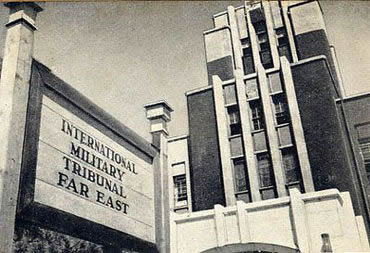 INTERNATIONAL
MILITARY
TRIBUNAL
FAR EAST